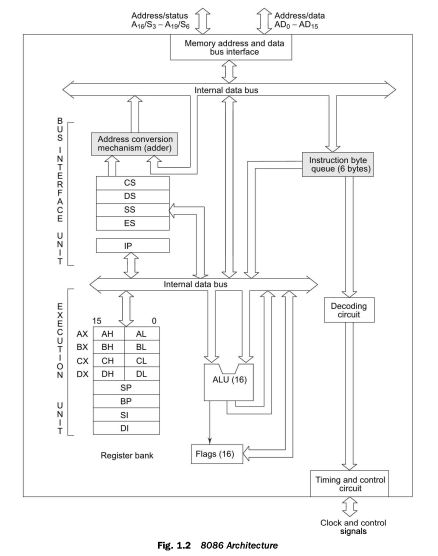 Address/status
A16/S3 – A19/S6
Address/data
AD0 – AD15
Memory address and data
bus interface
Internal data bus
BUS INTERFACE UNIT
Address conversion
mechanism (adder)
Instruction byte
queue (6 bytes)
CS
DS
SS
ES
IP
Internal data bus
EXECUTION UNIT
15 0
AX AH AL
BX BH BL
CX CH CL
DX DH DL
SP
BP
SI
DI
Register bank
ALU (16)
Flags (16)
Decoding
circuit
Timing and control
circuit
Clock and control
signals
Fig. 1.2 8086 Architecture